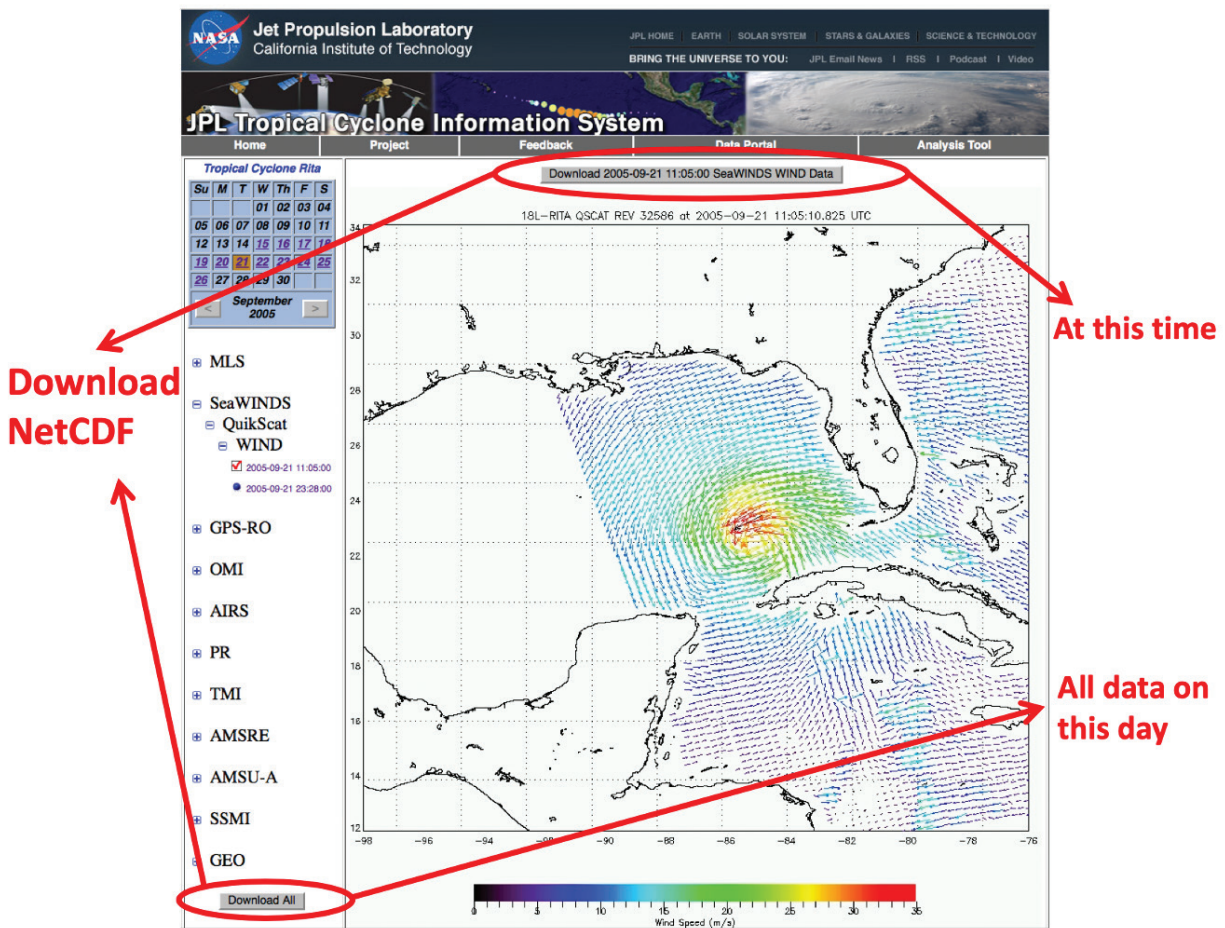 NASA
Jet Propulsion Laboratory
California Institute of Technology
JPL HOME EARTH SOLAR SYSTEM STARS & GALAXIES SCIENCE & TECHNOLOGY
BRING THE UNIVERSE TO YOU: JPL Email News I RSS I Podcast I Video
JPL Tropical Cyclone Information System
Home Project Feedback Data Portal Analysis Tool
Tropical Cyclone Rita
Su M T W Th F S
01 02 03 04
05 06 07 08 09 10 11
12 13 14 15 16 17 18
19 20 21 22 23 24 25
26 27 28 29 30
< September 2005 >
Download 2005-09-21 11:05:00 SeaWINDS WIND Data
18L-RITA QSCAT REV 32586 at 2005-09-21 11:05:10.825 UTC
At this time
Download
NetCDF
MLS
SeaWINDS
QuikScat
WIND
2005-09-21 11:05:00
2005-09-21 23:28:00
GPS-RO
OMI
AIRS
PR
TMI
AMSRE
AMSU-A
SSMI
GEO
Download All
All data on
this day
34
32
30
28
26
24
22
20
18
16
14
12
-98 -96 -94 -92 -90 -88 -86 -84 -82 -80 -78 -76
0 5 10 15 20 25 30 35
Wind Speed (m/s)